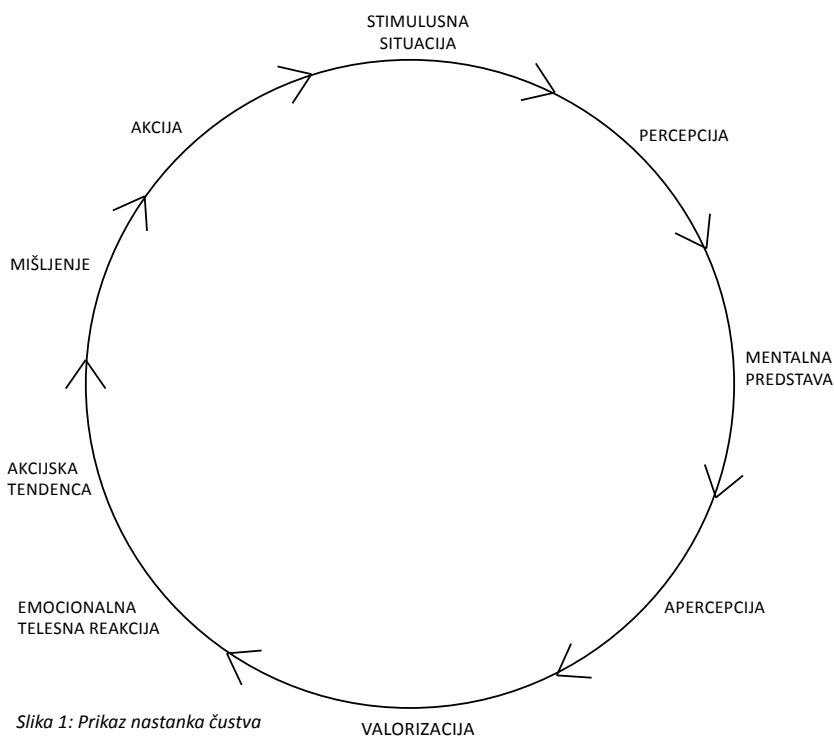 STIMULUSNA
SITUACIJA
PERCEPCIJA
MENTALNA
PREDSTAVA
APERCEPCIJA
VALORIZACIJA
EMOCIONALNA
TELESNA REAKCIJA
AKCIJSKA
TENDENCA
MIŠLJENJE
AKCIJA
Slika 1: Prikaz nastanka čustva